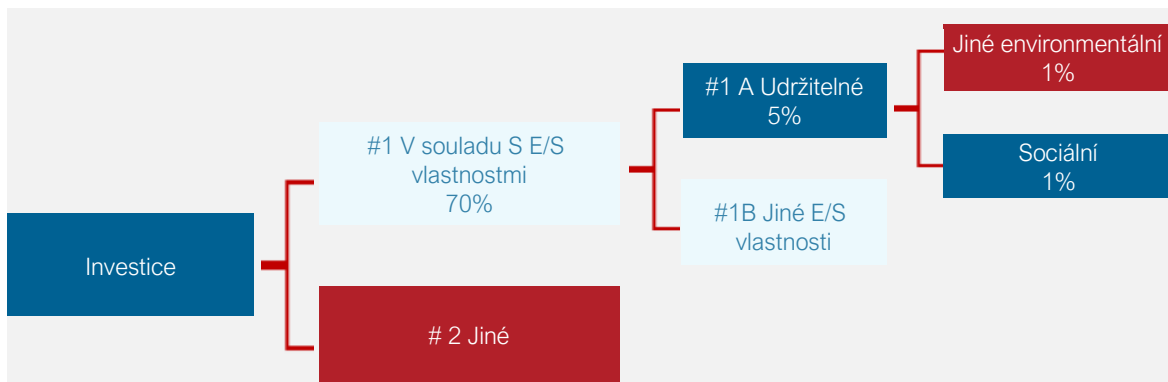 Investice
#1 V souladu S E/S
vlastnostmi
70%
# 2 Jiné
#1 A Udržitelné
5%
#1B Jiné E/S
vlastnosti
Jiné environmentální
1%
Sociální
1%